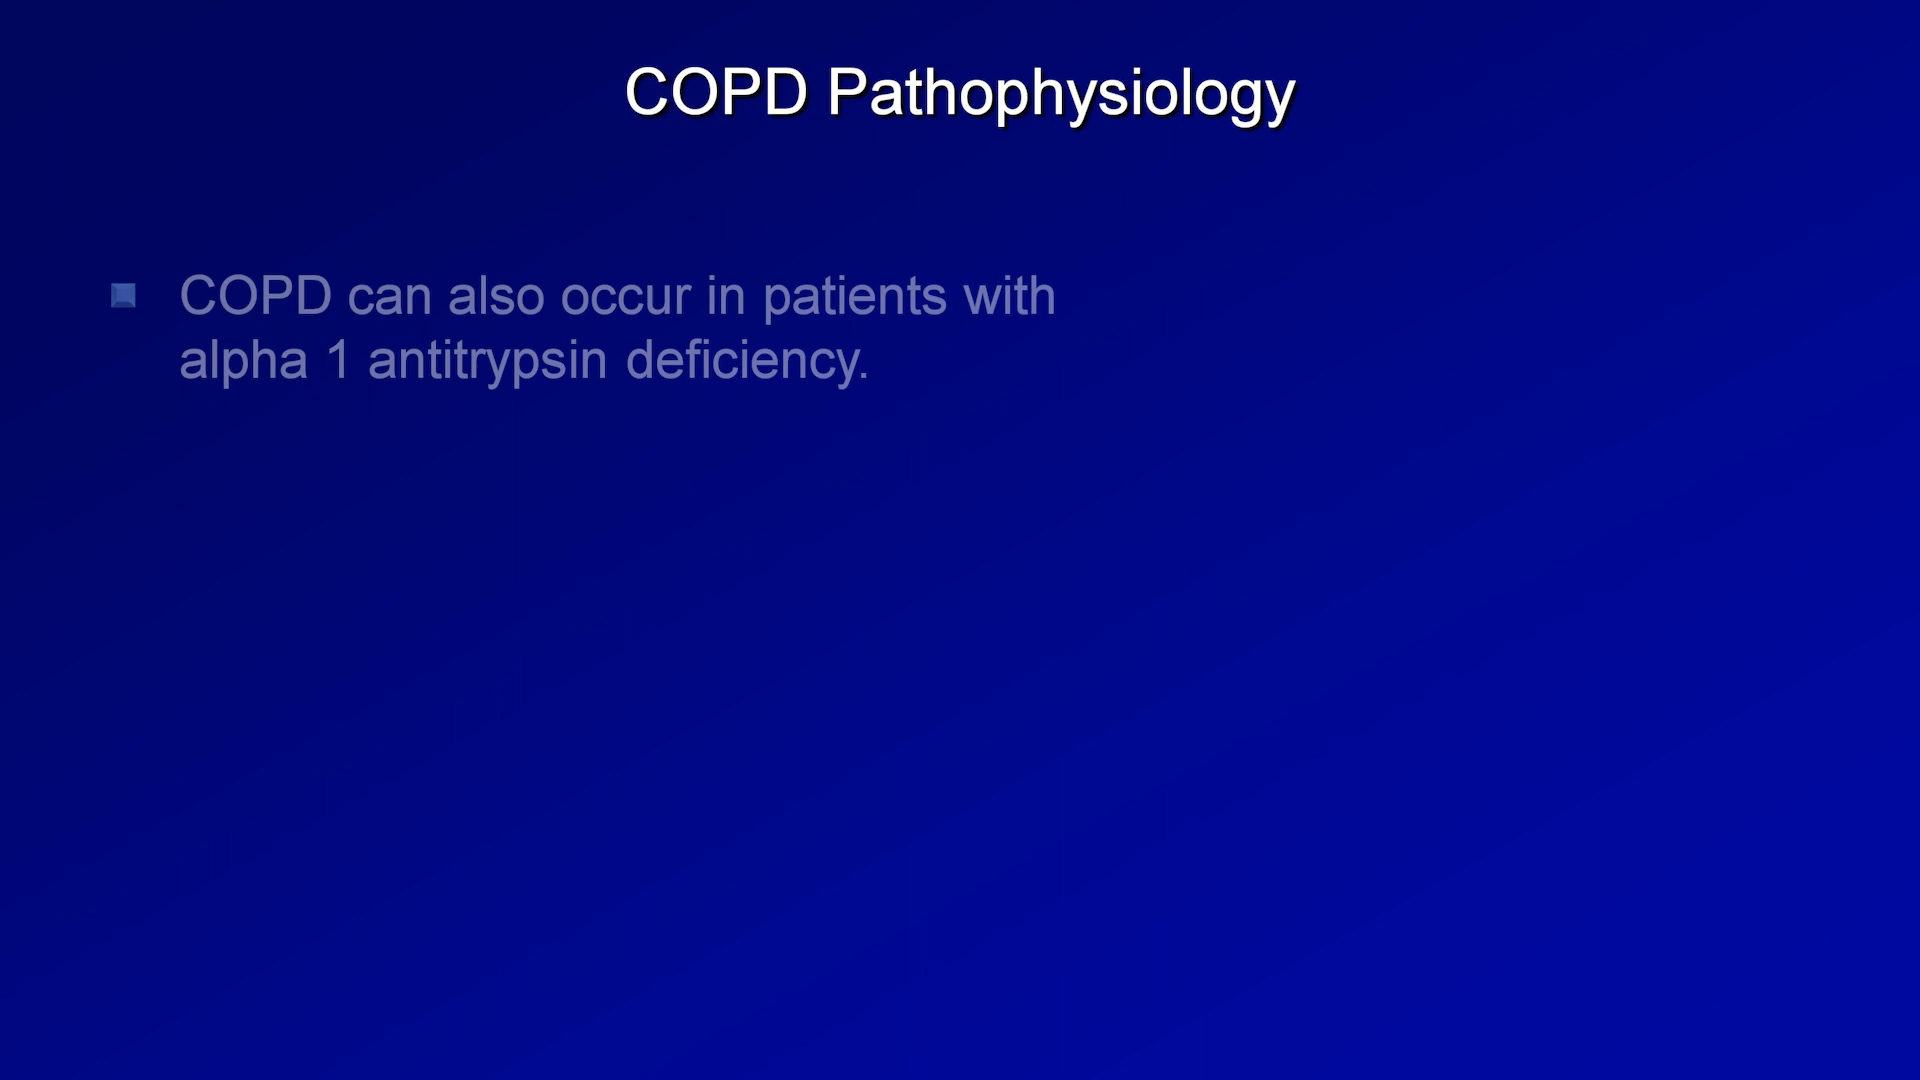 COPD Pathophysiology
COPD can also occur in patients with
alpha 1 antitrypsin deficiency.